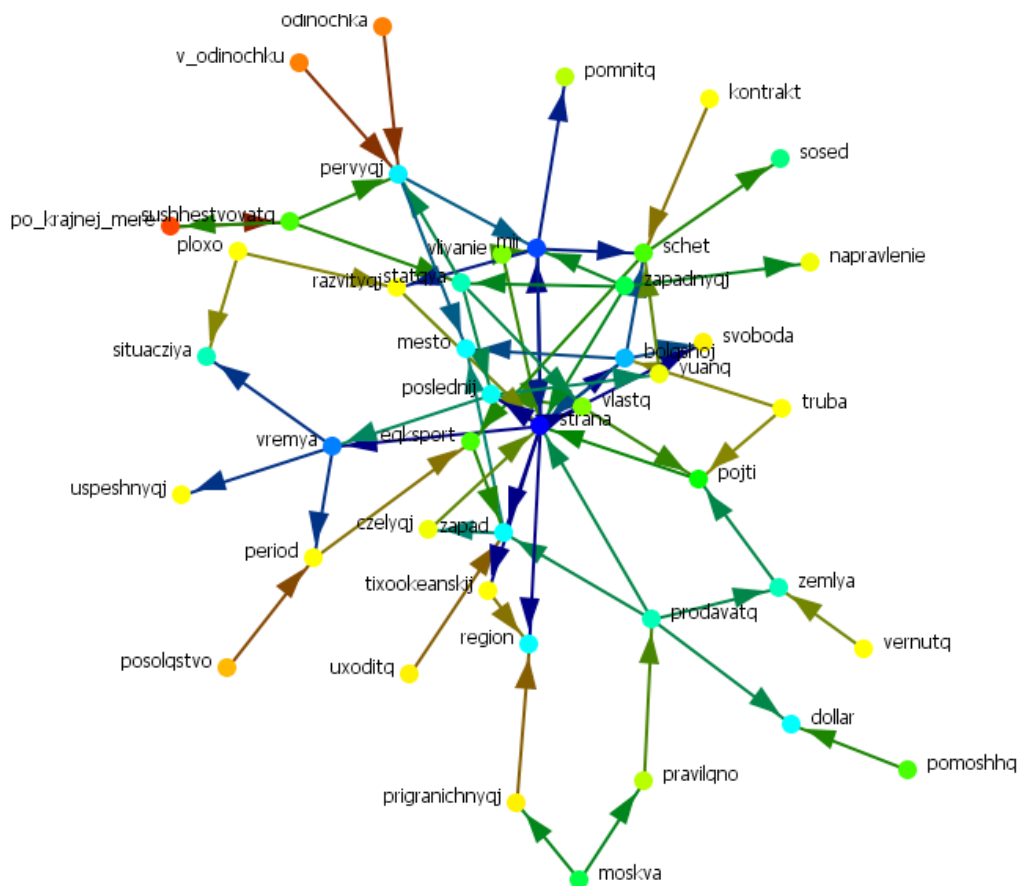 odinochka
v_odinochku
pomnitq
kontrakt
sosed
pervyqj
po_krajnej_mere
sushhestvovatq
ploxo
vliyanie
mir
schet
razvityqj
statqya
zapadnyqj
napravlenie
situacziya
mesto
bolqshoj
svoboda
yuanq
poslednij
vlastq
truba
strana
vremya
eqksport
pojti
uspeshnyqj
czelyqj
zapad
period
tixookeanskij
prodavatq
zemlya
region
posolqstvo
uxoditq
vernutq
dollar
pomoshhq
prigranichnyqj
pravilqno
moskva